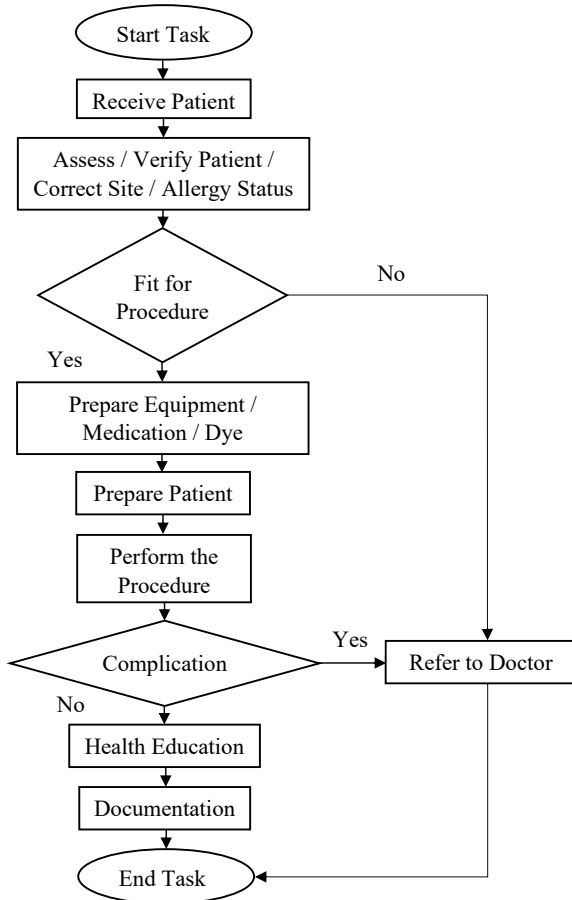 Start Task
Receive Patient
Assess / Verify Patient /
Correct Site / Allergy Status
Fit for
Procedure
No
Yes
Prepare Equipment /
Medication / Dye
Prepare Patient
Perform the
Procedure
Complication
Yes
Refer to Doctor
No
Health Education
Documentation
End Task